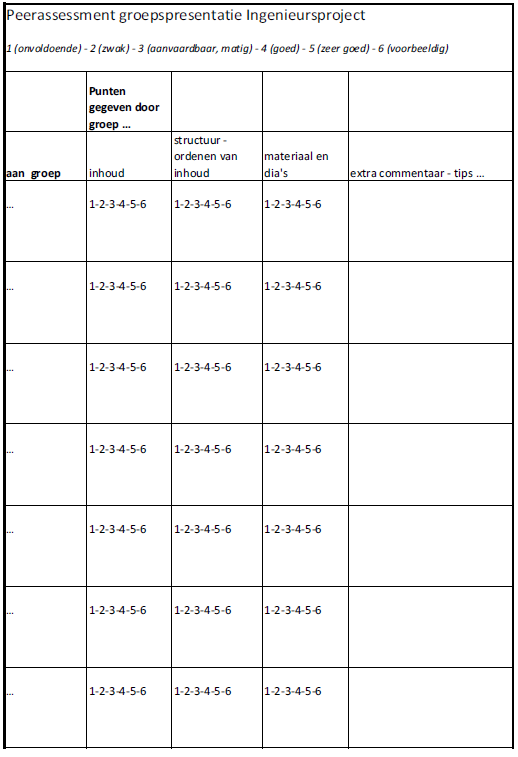 Peerassessment groepspresentatie Ingenieursproject
1 (onvoldoende) - 2 (zwak) - 3 (aanvaardbaar, matig) - 4 (goed) - 5 (zeer goed) - 6 (voorbeeldig)
Punten
gegeven door
groep ...
aan groep
inhoud
structuur -
ordenen van
inhoud
materiaal en
dia's
extra commentaar - tips ...
... 1-2-3-4-5-6 1-2-3-4-5-6 1-2-3-4-5-6
... 1-2-3-4-5-6 1-2-3-4-5-6 1-2-3-4-5-6
... 1-2-3-4-5-6 1-2-3-4-5-6 1-2-3-4-5-6
... 1-2-3-4-5-6 1-2-3-4-5-6 1-2-3-4-5-6
... 1-2-3-4-5-6 1-2-3-4-5-6 1-2-3-4-5-6
... 1-2-3-4-5-6 1-2-3-4-5-6 1-2-3-4-5-6
... 1-2-3-4-5-6 1-2-3-4-5-6 1-2-3-4-5-6